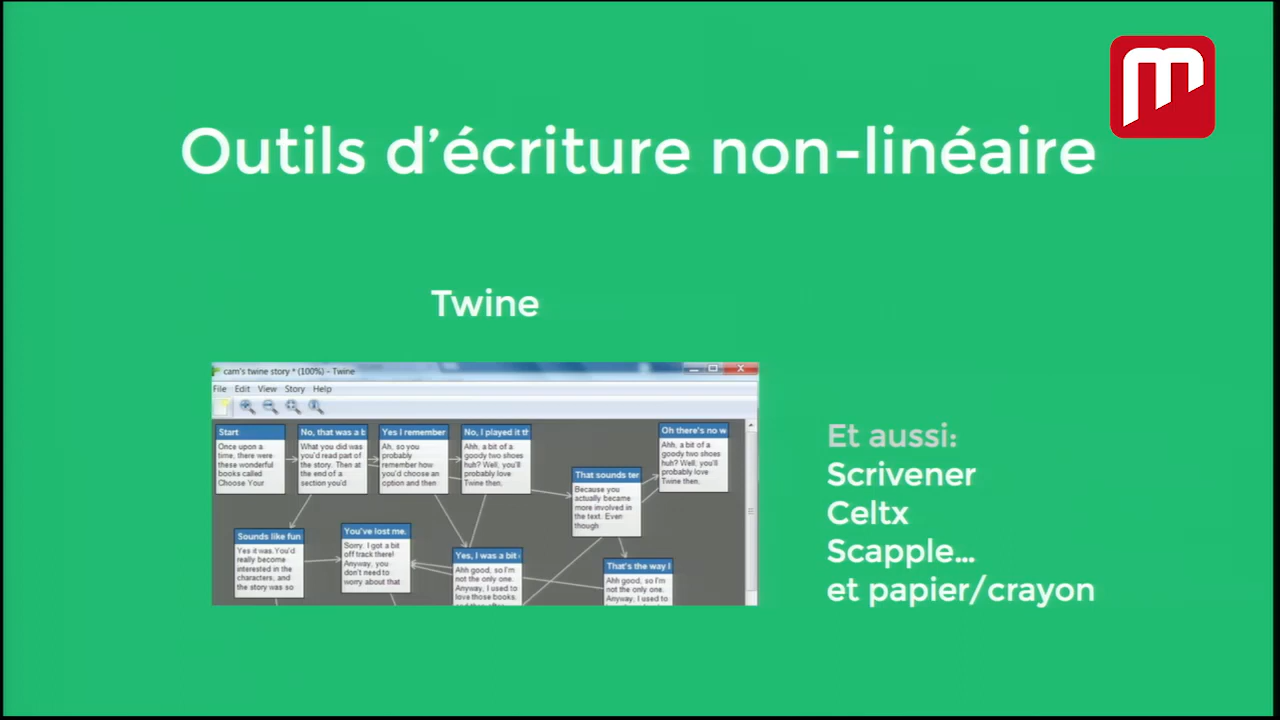 Outils d'écriture non-linéaire
Twine
cam's twine story * (100%) - Twine
File Edit View Story Help
Start
Once upon a
time, there were
these wonderful
books called
Choose Your
No, that was a b
What you did was
you'd read part of
the story. Then at
the end of a
section you'd
Yes I remember
Ah, so you
probably
remember how
you'd choose an
option and then
No, I played it th
Ahh, a bit of a
goody two shoes
huh? Well, you'll
probably love
Twine then,
That sounds ter
Because you
actually became
more involved in
the text. Even
though
Oh there's no w
Ahh, a bit of a
goody two shoes
huh? Well, you'll
probably love
Twine then,
Sounds like fun
Yes it was. You'd
really become
interested in the
characters, and
the story was so
You've lost me.
Sorry. I got a bit
off track there!
Anyway, you
don't need to
worry about that
Yes, I was a bit
Ahh good, so I'm
not the only one.
Anyway, I used to
love those books,
That's the way I
Ahh good, so I'm
not the only one.
Anyway, I used to
Et aussi:
Scrivener
Celtx
Scapple...
et papier/crayon